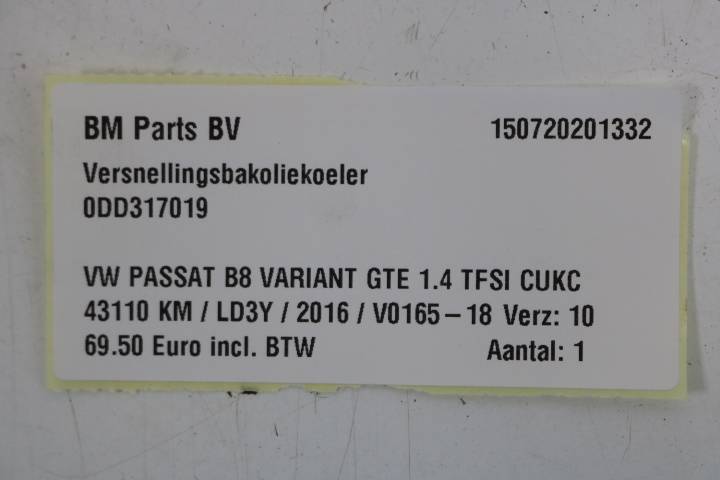 BM Parts BV 150720201332
Versnellingsbakoliekoeler
0DD317019
VW PASSAT B8 VARIANT GTE 1.4 TFSI CUKC
43110 KM / LD3Y / 2016 / V0165-18 Verz: 10
69.50 Euro incl. BTW Aantal: 1